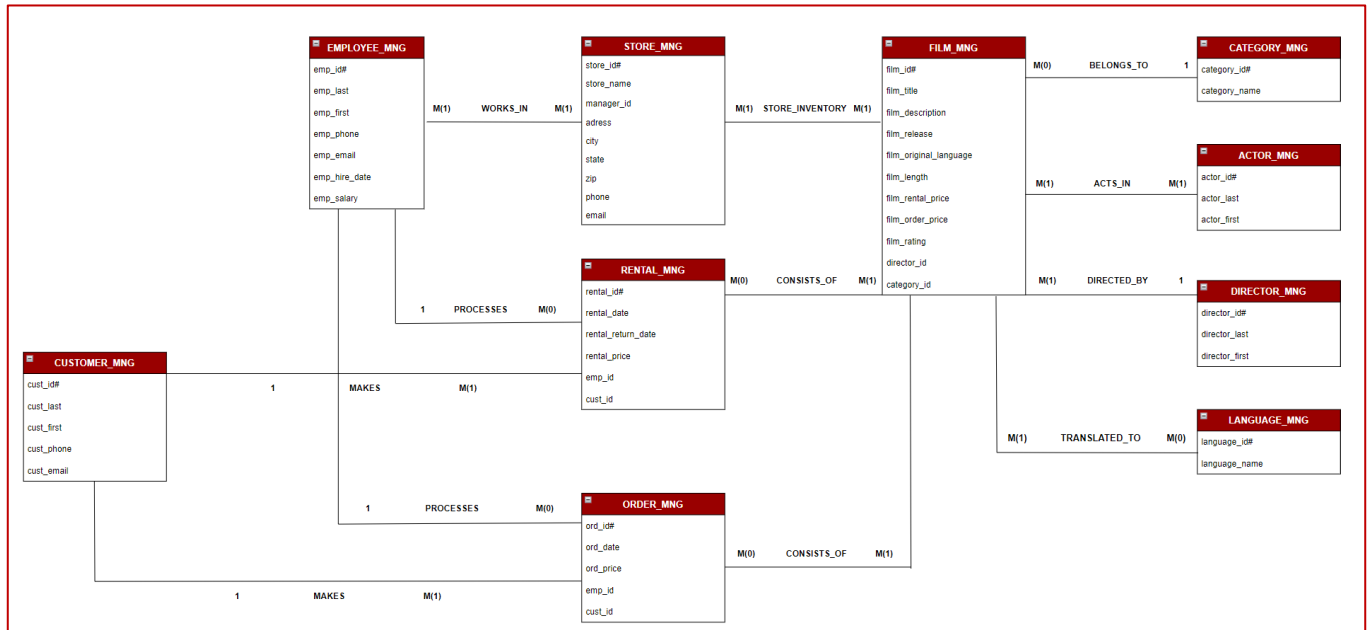 EMPLOYEE_MNG
emp_id#
emp_last
emp_first
emp_phone
emp_email
emp_hire_date
emp_salary
M(1) WORKS_IN M(1)
STORE_MNG
store_id#
store_name
manager_id
adress
city
state
zip
phone
email
M(1) STORE_INVENTORY M(1)
FILM_MNG
film_id#
film_title
film_description
film_release
film_original_language
film_length
film_rental_price
film_order_price
film_rating
director_id
category_id
M(0) BELONGS_TO 1
CATEGORY_MNG
category_id#
category_name
M(1) ACTS_IN M(1)
ACTOR_MNG
actor_id#
actor_last
actor_first
M(1) DIRECTED_BY 1
DIRECTOR_MNG
director_id#
director_last
director_first
M(1) TRANSLATED_TO M(0)
LANGUAGE_MNG
language_id#
language_name
1 PROCESSES M(0)
RENTAL_MNG
rental_id#
rental_date
rental_return_date
rental_price
emp_id
cust_id
M(0) CONSISTS_OF M(1)
CUSTOMER_MNG
cust_id#
cust_last
cust_first
cust_phone
cust_email
1 MAKES M(1)
1 PROCESSES M(0)
ORDER_MNG
ord_id#
ord_date
ord_price
emp_id
cust_id
M(0) CONSISTS_OF M(1)
1 MAKES M(1)